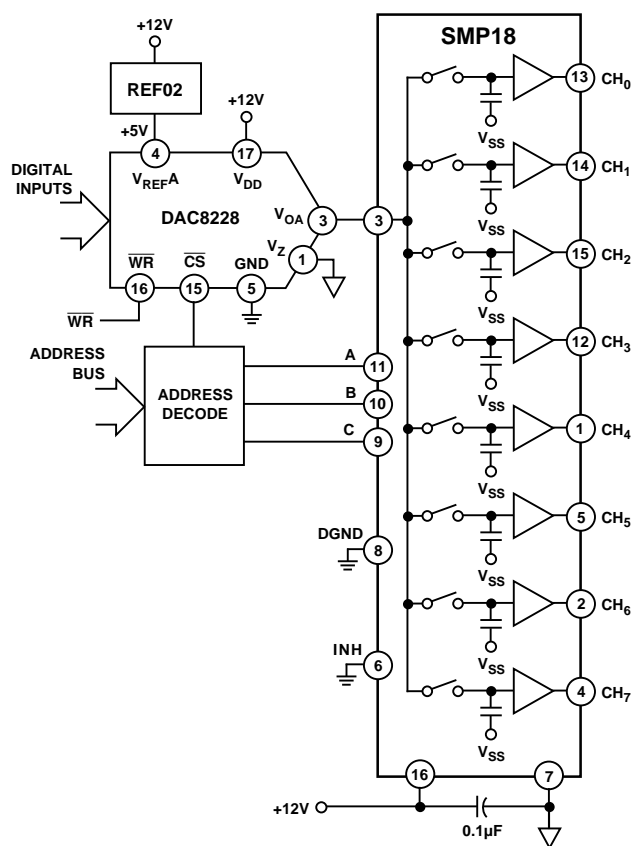 +12V
REF02
+5V
4
VREFA
+12V
17
VDD
DIGITAL
INPUTS
DAC8228
VOA
3
VZ
1
WR
16
CS
15
GND
5
WR
ADDRESS
BUS
ADDRESS
DECODE
A
11
B
10
C
9
DGND
8
INH
6
SMP18
3
VSS
13
CH0
VSS
14
CH1
VSS
15
CH2
VSS
12
CH3
VSS
1
CH4
VSS
5
CH5
VSS
2
CH6
VSS
4
CH7
16
7
+12V
0.1µF